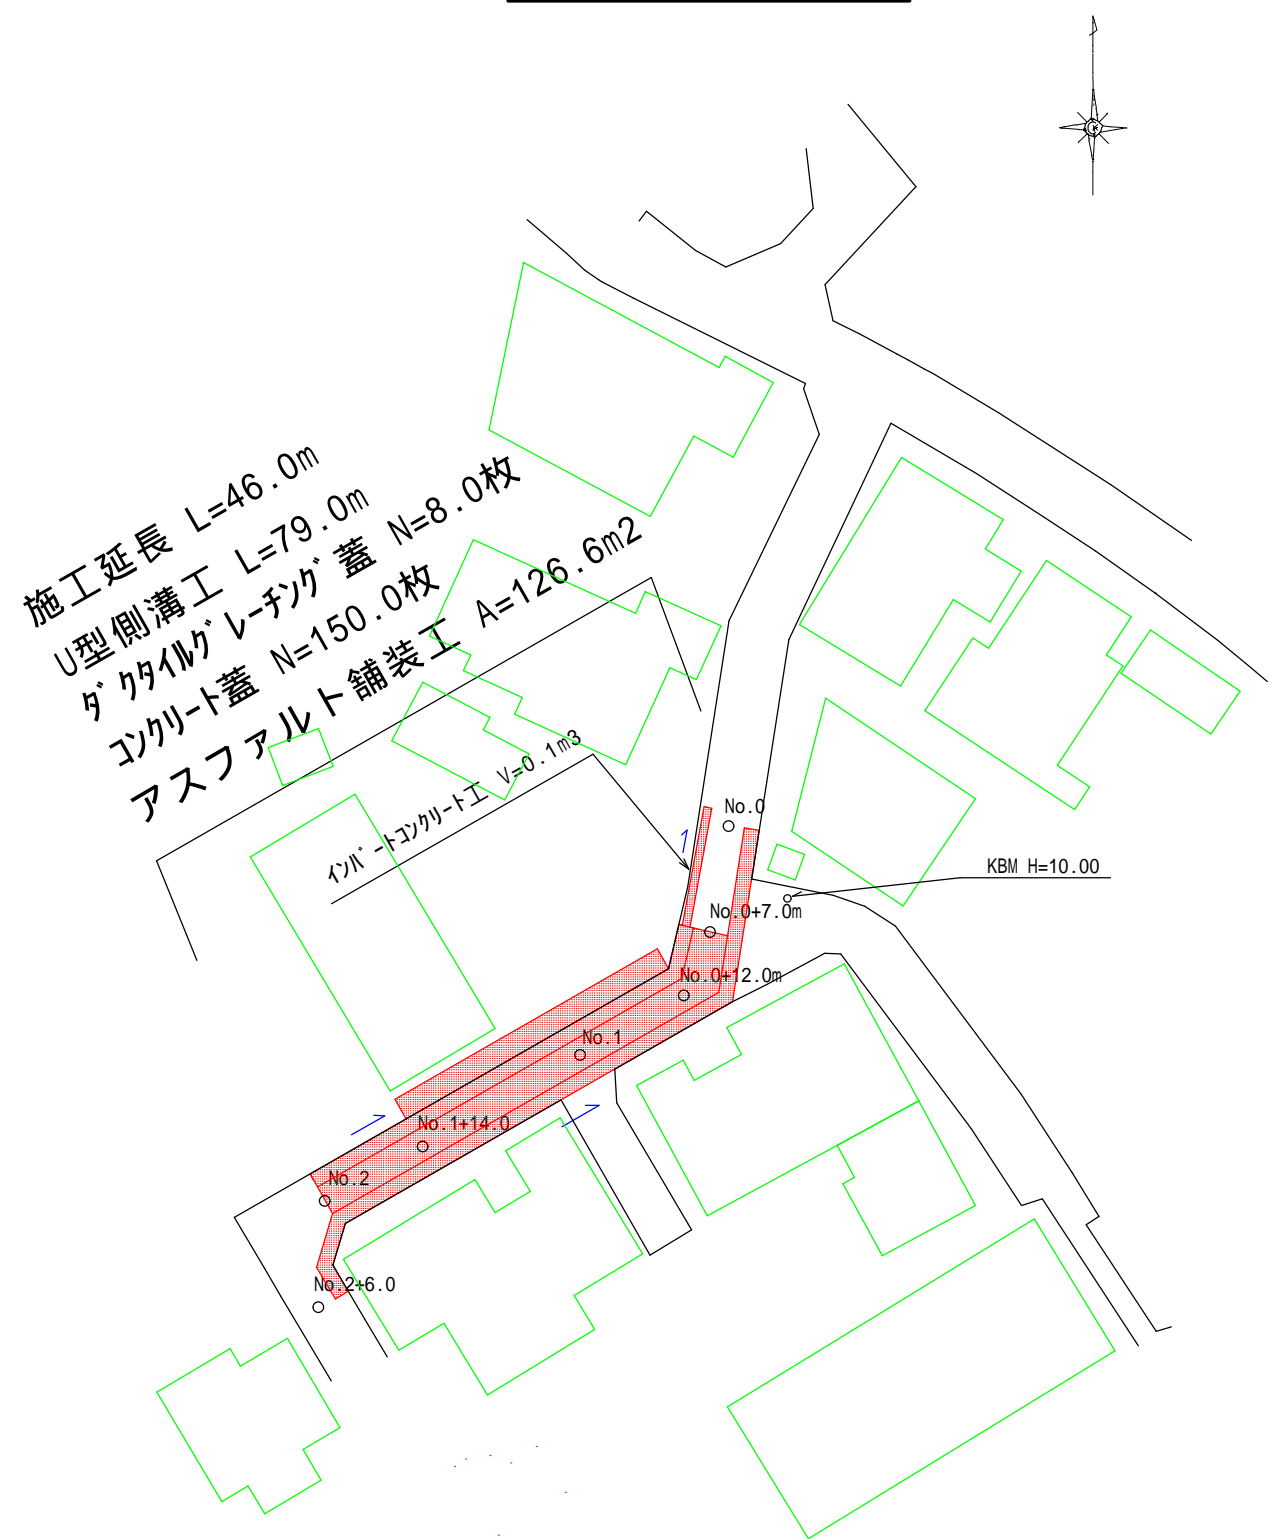 施工延長 L=46.0m
U型側溝工 L=79.0m
ダクタイルグレーチング蓋 N=8.0枚
コンクリート蓋 N=150.0枚
アスファルト舗装工 A=126.6m2
インバートコンクリート工 V=0.1m3
No.0
KBM H=10.00
No.0+7.0m
No.0+12.0m
No.1
No.1+14.0
No.2
No.2+6.0